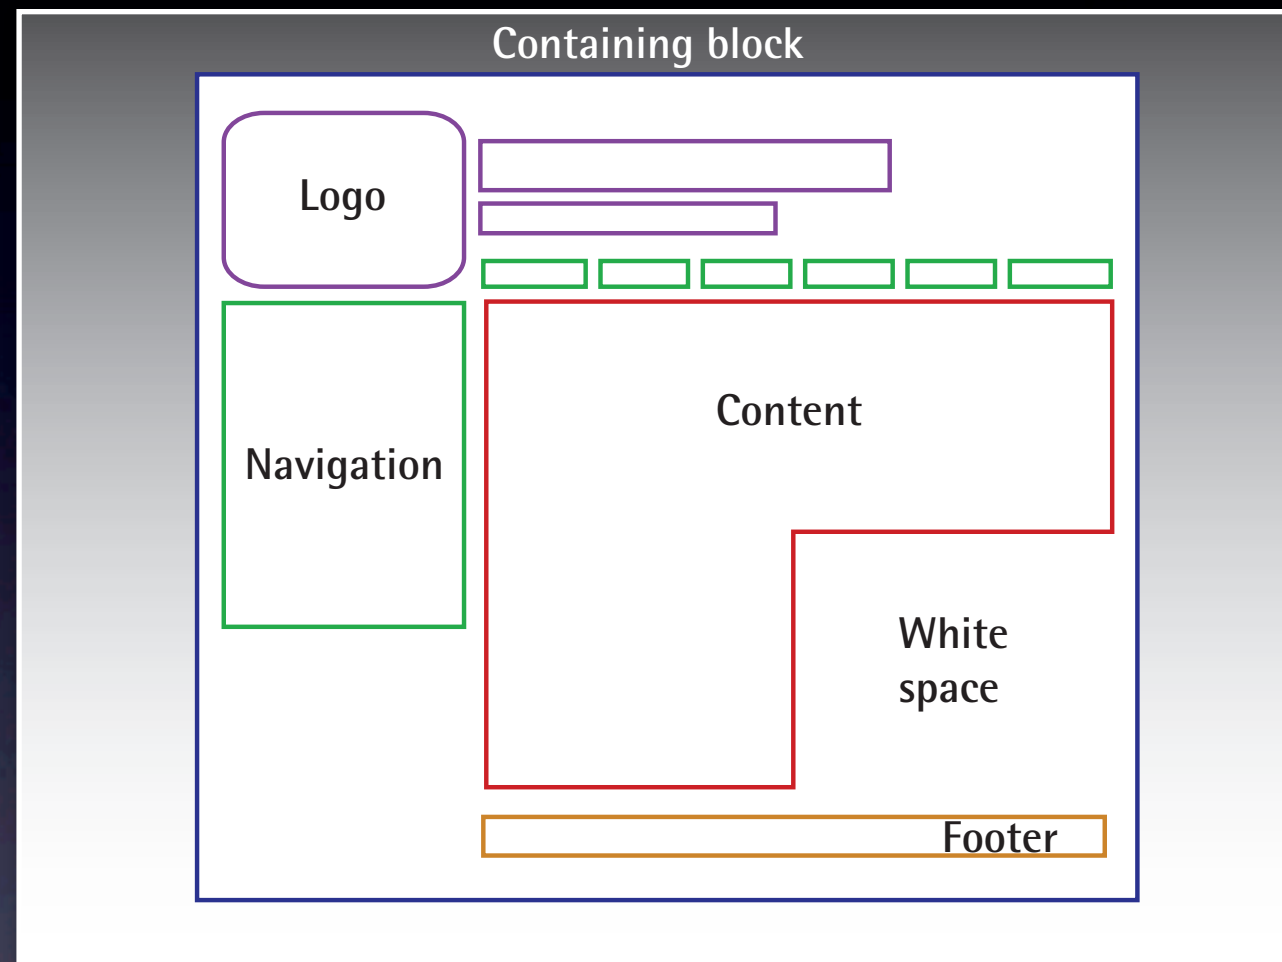 Containing block
Logo
Content
Navigation
White
space
Footer